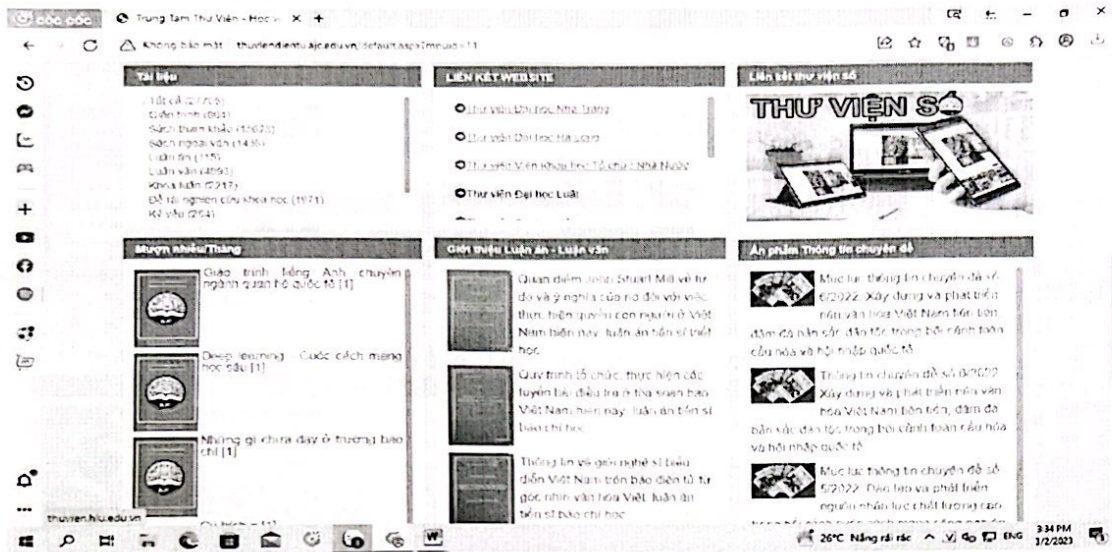 cốc cốc
Trung Tâm Thư Viện - Học v
Không bảo mật thuviendientu.ajc.edu.vn/default.aspx?mnuid=11
Tài liệu
Giáo trình
Sách tham khảo
Sách ngoại văn
Luận án (115)
Luận văn
Khóa luận (2217)
Đề tài nghiên cứu khoa học (1971)
Kỷ yếu (264)
LIÊN KẾT WEBSITE
Thư viện Đại học Nha Trang
Thư viện Đại học Hạ Long
Thư viện Viện Khoa học Tổ chức Nhà Nước
Thư viện Đại học Luật
Liên kết thư viện số
THƯ VIỆN SỐ
Mượn nhiều/Tháng
Giáo trình tiếng Anh chuyên
ngành quan hệ quốc tế [1]
Deep learning - Cuộc cách mạng
học sâu [1]
Những gì chưa dạy ở trường báo
chí [1]
Giới thiệu Luận án - Luận văn
Quan điểm John Stuart Mill về tự
do và ý nghĩa của nó đối với việc
thực hiện quyền con người ở Việt
Nam hiện nay: luận án tiến sĩ triết
học
Quy trình tổ chức, thực hiện các
tuyến bài điều tra ở tòa soạn báo
Việt Nam hiện nay: luận án tiến sĩ
báo chí học
Thông tin về giới nghệ sĩ biểu
diễn Việt Nam trên báo điện tử từ
góc nhìn văn hóa Việt: luận án
tiến sĩ báo chí học
Ấn phẩm Thông tin chuyên đề
Mục lục thông tin chuyên đề số
6/2022: Xây dựng và phát triển
nền văn hóa Việt Nam tiên tiến,
đậm đà bản sắc dân tộc trong bối cảnh toàn
cầu hóa và hội nhập quốc tế
Thông tin chuyên đề số 6/2022:
Xây dựng và phát triển nền văn
hóa Việt Nam tiên tiến, đậm đà
bản sắc dân tộc trong bối cảnh toàn cầu hóa
và hội nhập quốc tế
Mục lục thông tin chuyên đề số
5/2022: Đào tạo và phát triển
nguồn nhân lực chất lượng cao
thuvien.hlu.edu.vn
26°C Nắng rải rác
ENG
3:34 PM
3/2/2023